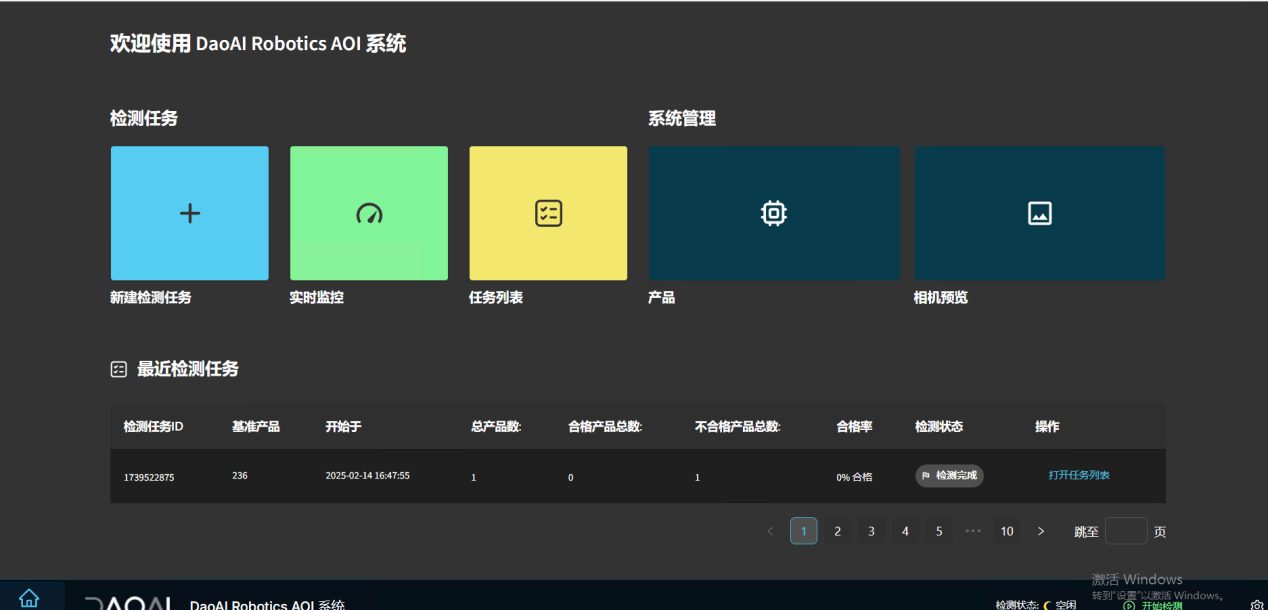 欢迎使用 DaoAI Robotics AOI 系统
检测任务 系统管理
新建检测任务 实时监控 任务列表 产品 相机预览
最近检测任务
检测任务ID 基准产品 开始于 总产品数: 合格产品总数: 不合格产品总数: 合格率 检测状态 操作
1739522875 236 2025-02-14 16:47:55 1 0 1 0% 合格 检测完成 打开任务列表
< 1 2 3 4 5 ••• 10 > 跳至 页
激活 Windows
转到"设置"以激活 Windows。
DAOAI DaoAI Robotics AOI 系统 检测状态: 空闲 开始检测